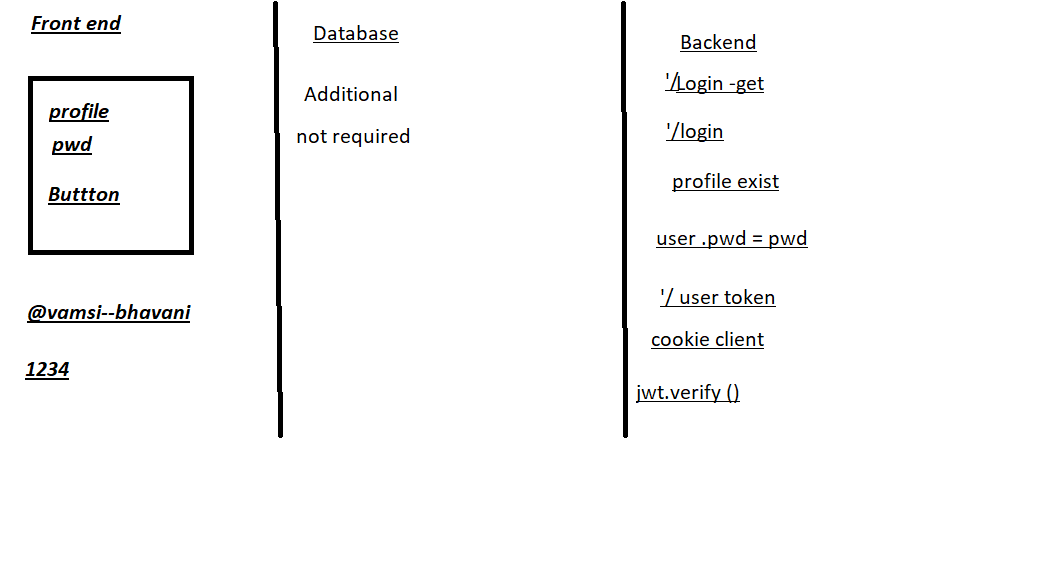 Front end
profile
pwd
Buttton
@vamsi--bhavani
1234
Database
Additional
not required
Backend
'/Login -get
'/login
profile exist
user .pwd = pwd
'/ user token
cookie client
jwt.verify ()